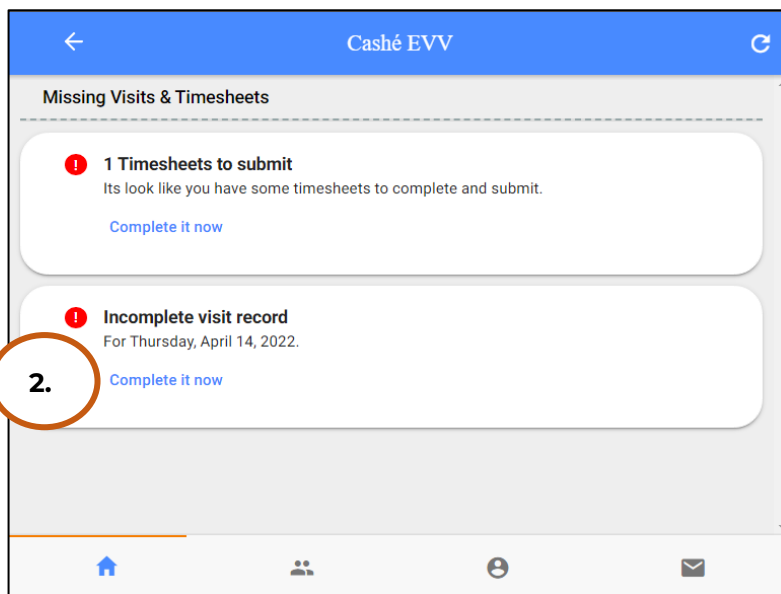 Cashé EVV
Missing Visits & Timesheets
1 Timesheets to submit
Its look like you have some timesheets to complete and submit.
Complete it now
Incomplete visit record
For Thursday, April 14, 2022.
2.
Complete it now